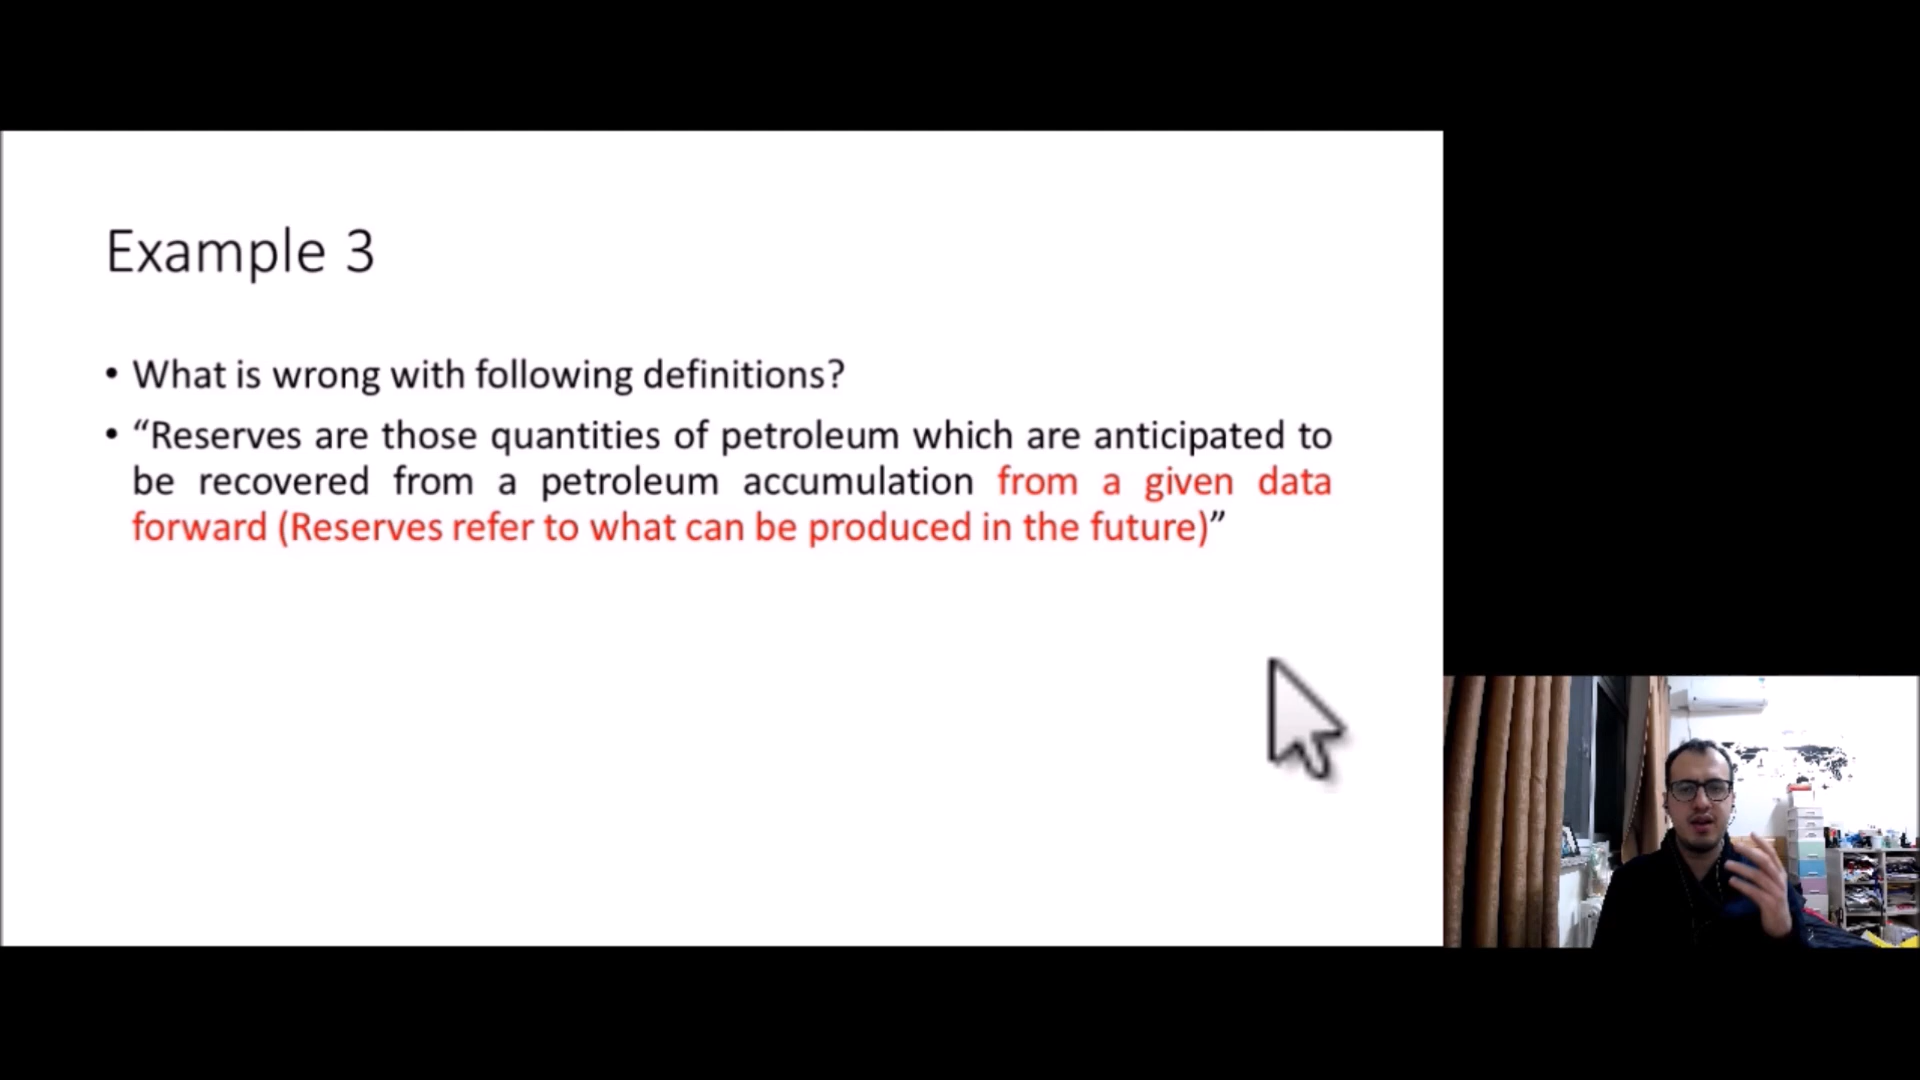 Example 3
• What is wrong with following definitions?
• “Reserves are those quantities of petroleum which are anticipated to
be recovered from a petroleum accumulation from a given data
forward (Reserves refer to what can be produced in the future)”